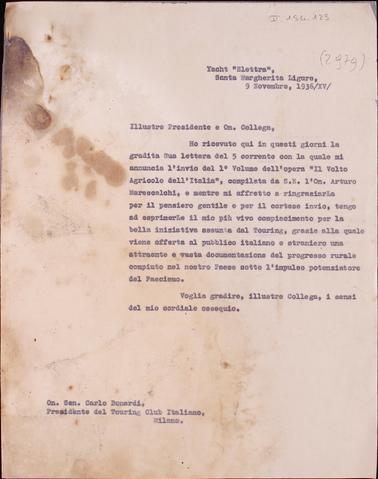 D.154.123
(2979)
Yacht "Elettra",
Santa Margherita Ligure,
9 Novembre, 1936/XV/
Illustre Presidente e On. Collega,
Ho ricevuto qui in questi giorni la
gradita Sua lettera del 5 corrente con la quale mi
annuncia l'invio del 1° Volume dell'opera "Il Volto
Agricolo dell'Italia", compilata da S.E. l'On. Arturo
Marescalchi, e mentre mi affretto a ringraziarLa
per il pensiero gentile e per il cortese invio, tengo
ad esprimerLe il mio più vivo compiacimento per la
bella iniziativa assunta dal Touring, grazie alla quale
viene offerta al pubblico italiano e straniero una
attraente e vasta documentazione del progresso rurale
compiuto nel nostro Paese sotto l'impulso potenziatore
del Fascismo.
Voglia gradire, illustre Collega, i sensi
del mio cordiale ossequio.
On. Sen. Carlo Bonardi,
Presidente del Touring Club Italiano,
Milano.